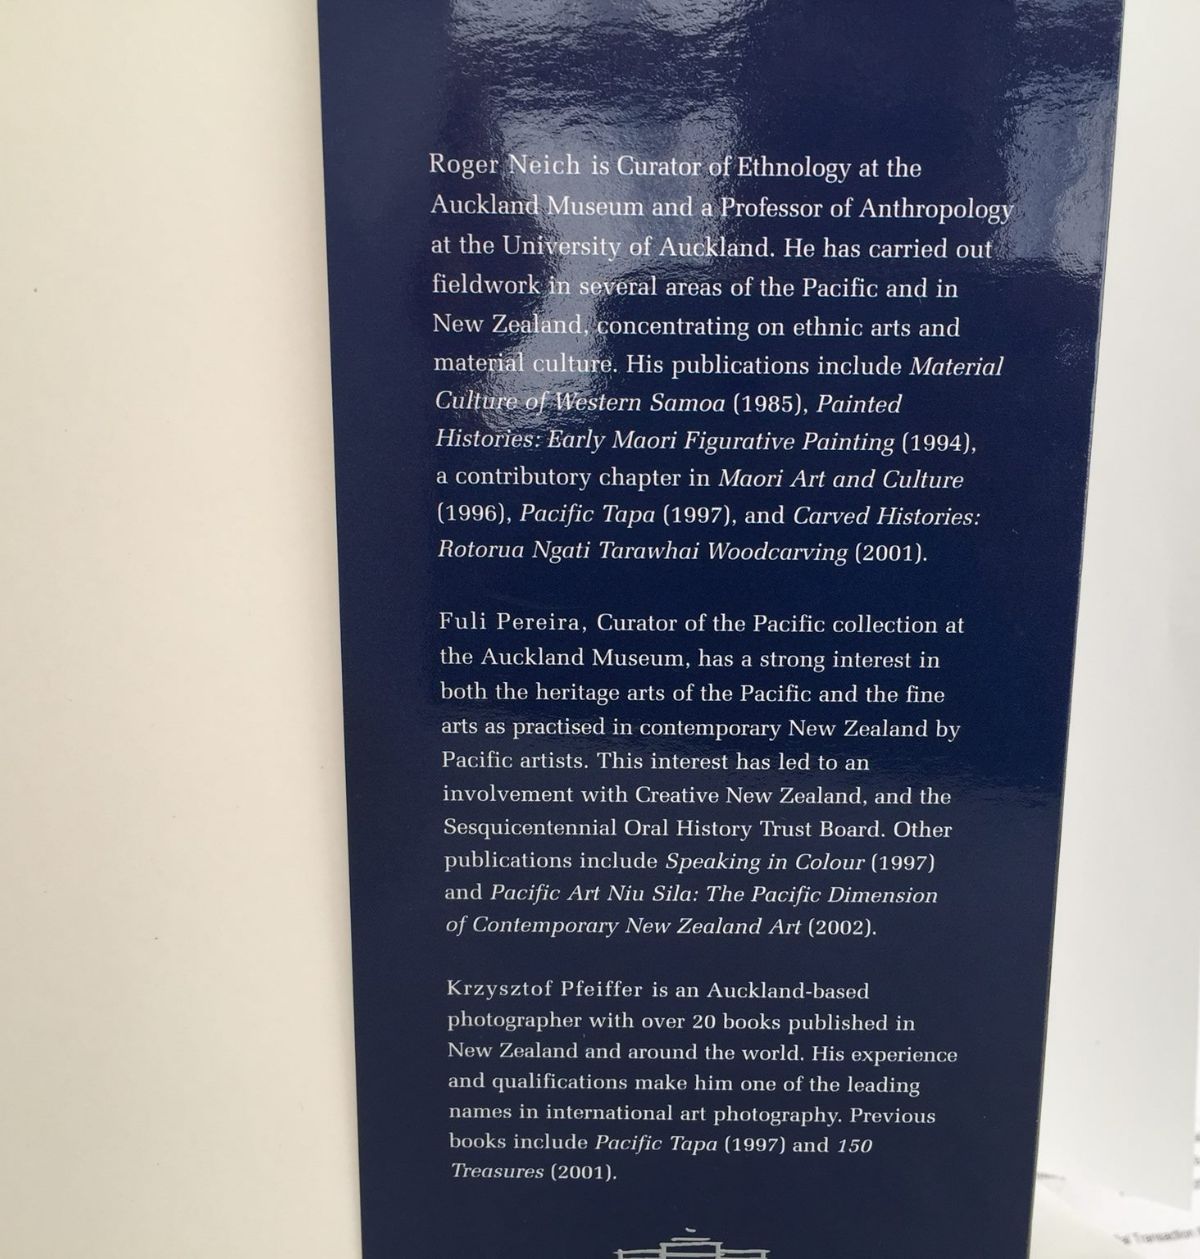 Roger Neich is Curator of Ethnology at the
Auckland Museum and a Professor of Anthropology
at the University of Auckland. He has carried out
fieldwork in several areas of the Pacific and in
New Zealand, concentrating on ethnic arts and
material culture. His publications include Material
Culture of Western Samoa (1985), Painted
Histories: Early Maori Figurative Painting (1994),
a contributory chapter in Maori Art and Culture
(1996), Pacific Tapa (1997), and Carved Histories:
Rotorua Ngati Tarawhai Woodcarving (2001).
Fuli Pereira, Curator of the Pacific collection at
the Auckland Museum, has a strong interest in
both the heritage arts of the Pacific and the fine
arts as practised in contemporary New Zealand by
Pacific artists. This interest has led to an
involvement with Creative New Zealand, and the
Sesquicentennial Oral History Trust Board. Other
publications include Speaking in Colour (1997)
and Pacific Art Niu Sila: The Pacific Dimension
of Contemporary New Zealand Art (2002).
Krzysztof Pfeiffer is an Auckland-based
photographer with over 20 books published in
New Zealand and around the world. His experience
and qualifications make him one of the leading
names in international art photography. Previous
books include Pacific Tapa (1997) and 150
Treasures (2001).
Transaction